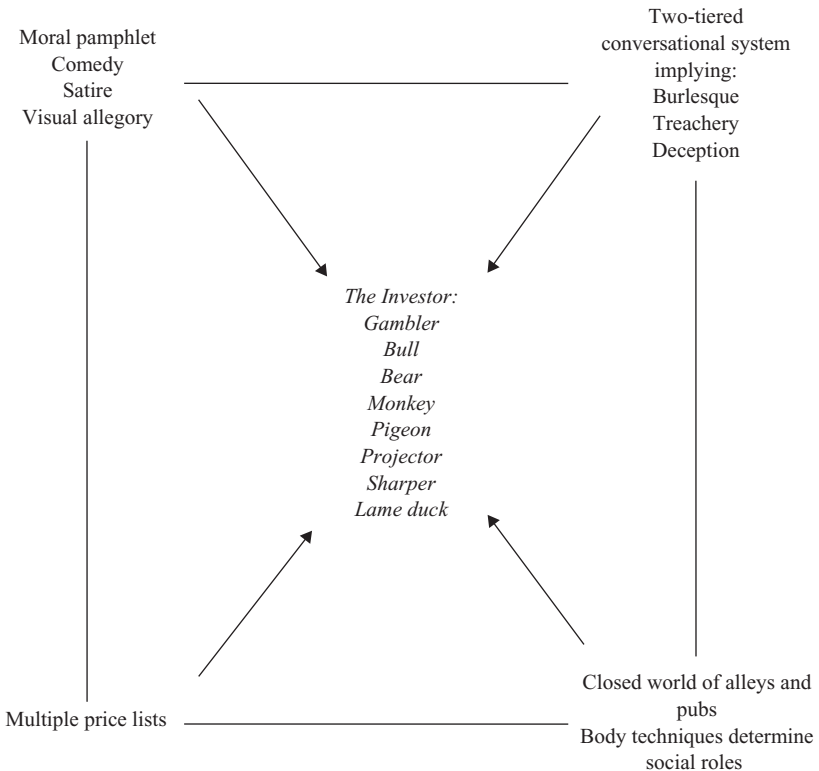 Moral pamphlet
Comedy
Satire
Visual allegory
Two-tiered
conversational system
implying:
Burlesque
Treachery
Deception
The Investor:
Gambler
Bull
Bear
Monkey
Pigeon
Projector
Sharper
Lame duck
Multiple price lists
Closed world of alleys and
pubs
Body techniques determine
social roles